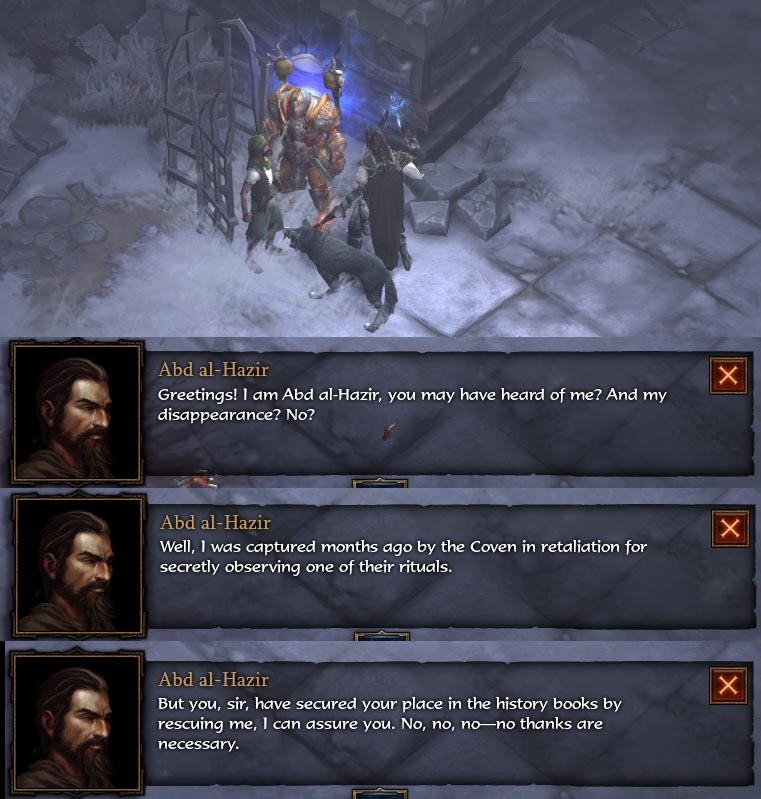 Abd al-Hazir
Greetings! I am Abd al-Hazir, you may have heard of me? And my
disappearance? No?
Abd al-Hazir
Well, I was captured months ago by the Coven in retaliation for
secretly observing one of their rituals.
Abd al-Hazir
But you, sir, have secured your place in the history books by
rescuing me, I can assure you. No, no, no—no thanks are
necessary.